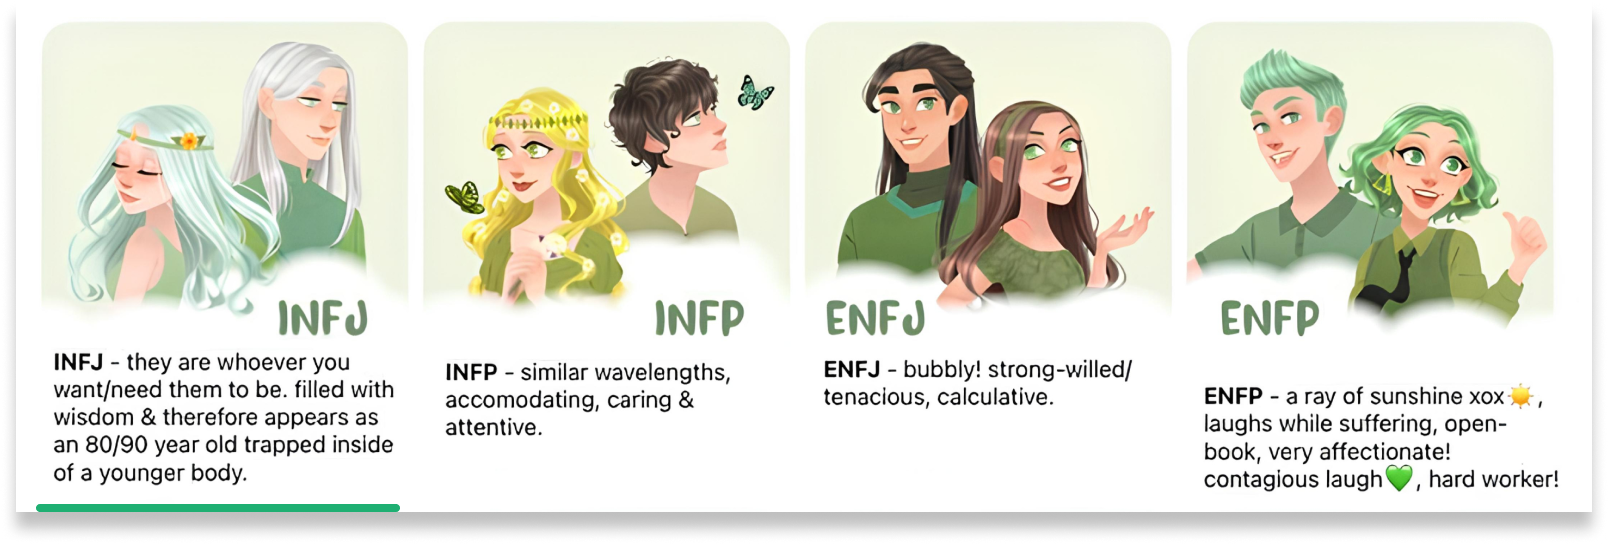 INFJ
INFJ - they are whoever you
want/need them to be. filled with
wisdom & therefore appears as
an 80/90 year old trapped inside
of a younger body.
INFP
INFP - similar wavelengths,
accomodating, caring &
attentive.
ENFJ
ENFJ - bubbly! strong-willed/
tenacious, calculative.
ENFP
ENFP - a ray of sunshine xox☀️,
laughs while suffering, open-
book, very affectionate!
contagious laugh💚, hard worker!